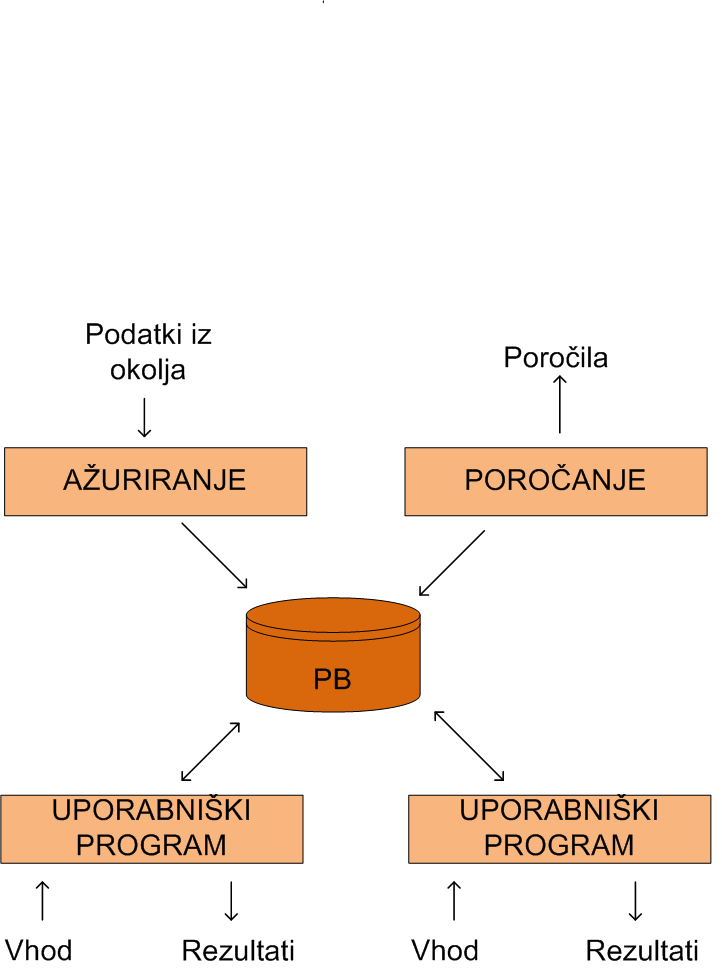 Podatki iz
okolja
Poročila
AŽURIRANJE
POROČANJE
PB
UPORABNIŠKI
PROGRAM
UPORABNIŠKI
PROGRAM
Vhod
Rezultati
Vhod
Rezultati